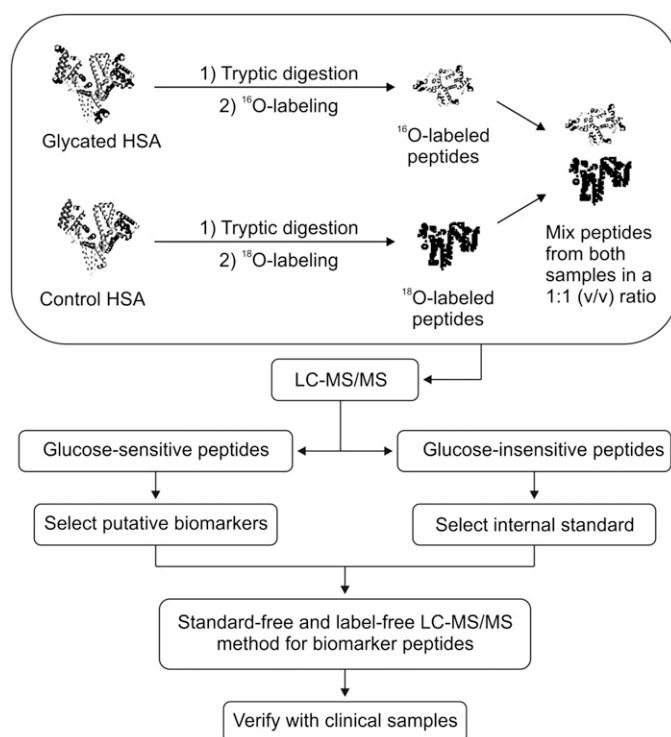 1) Tryptic digestion
2) ¹⁶O-labeling
Glycated HSA
¹⁶O-labeled
peptides
1) Tryptic digestion
2) ¹⁸O-labeling
Control HSA
¹⁸O-labeled
peptides
Mix peptides
from both
samples in a
1:1 (v/v) ratio
LC-MS/MS
Glucose-sensitive peptides
Glucose-insensitive peptides
Select putative biomarkers
Select internal standard
Standard-free and label-free LC-MS/MS
method for biomarker peptides
Verify with clinical samples